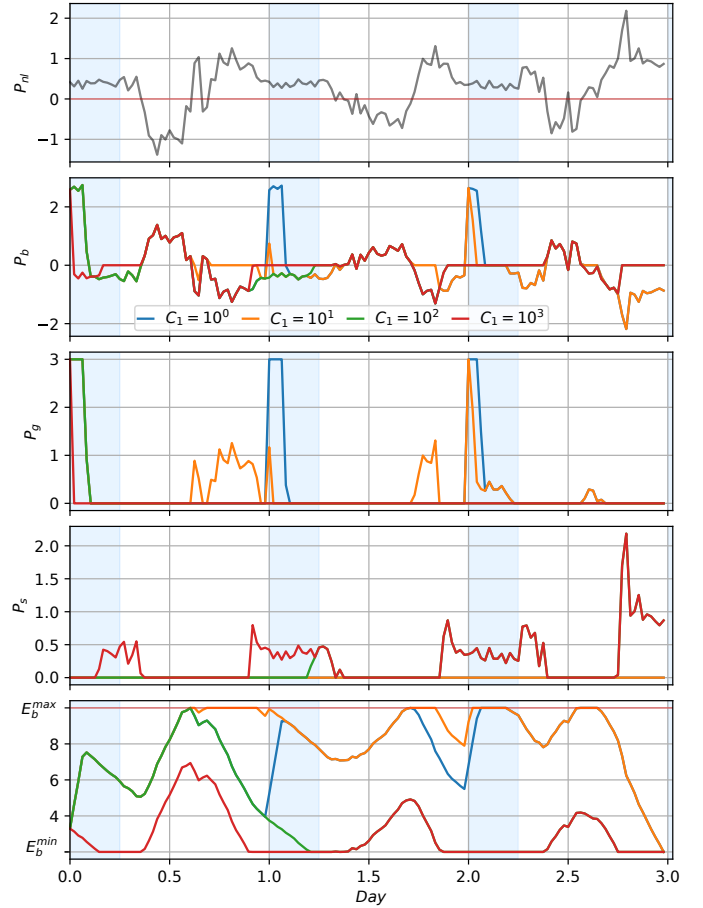 2
1
0
−1
P_{nl}
2
0
−2
P_b
C_1 = 10^0 C_1 = 10^1 C_1 = 10^2 C_1 = 10^3
3
2
1
0
P_g
2.0
1.5
1.0
0.5
0.0
P_s
E_b^{max}
8
6
4
E_b^{min}
0.0 0.5 1.0 1.5 2.0 2.5 3.0
Day